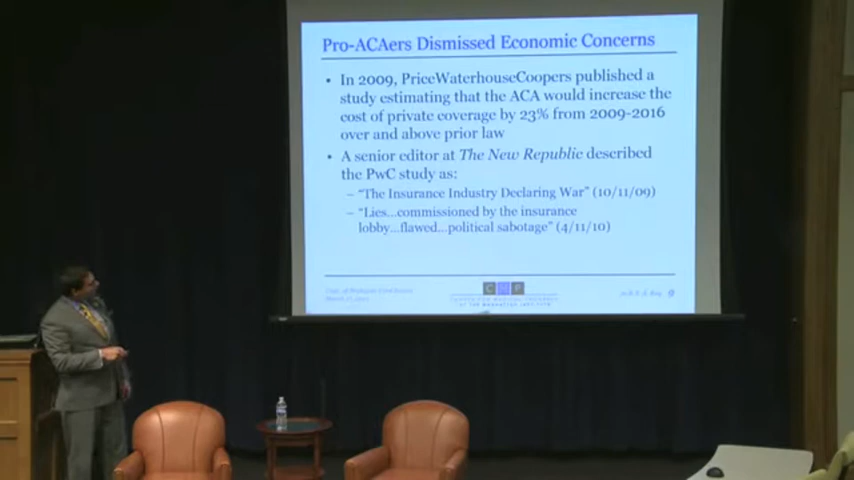 Pro-ACAers Dismissed Economic Concerns
• In 2009, PriceWaterhouseCoopers published a
study estimating that the ACA would increase the
cost of private coverage by 23% from 2009-2016
over and above prior law
• A senior editor at The New Republic described
the PwC study as:
– “The Insurance Industry Declaring War” (10/11/09)
– “Lies...commissioned by the insurance
lobby...flawed...political sabotage” (4/11/10)
C M P
9